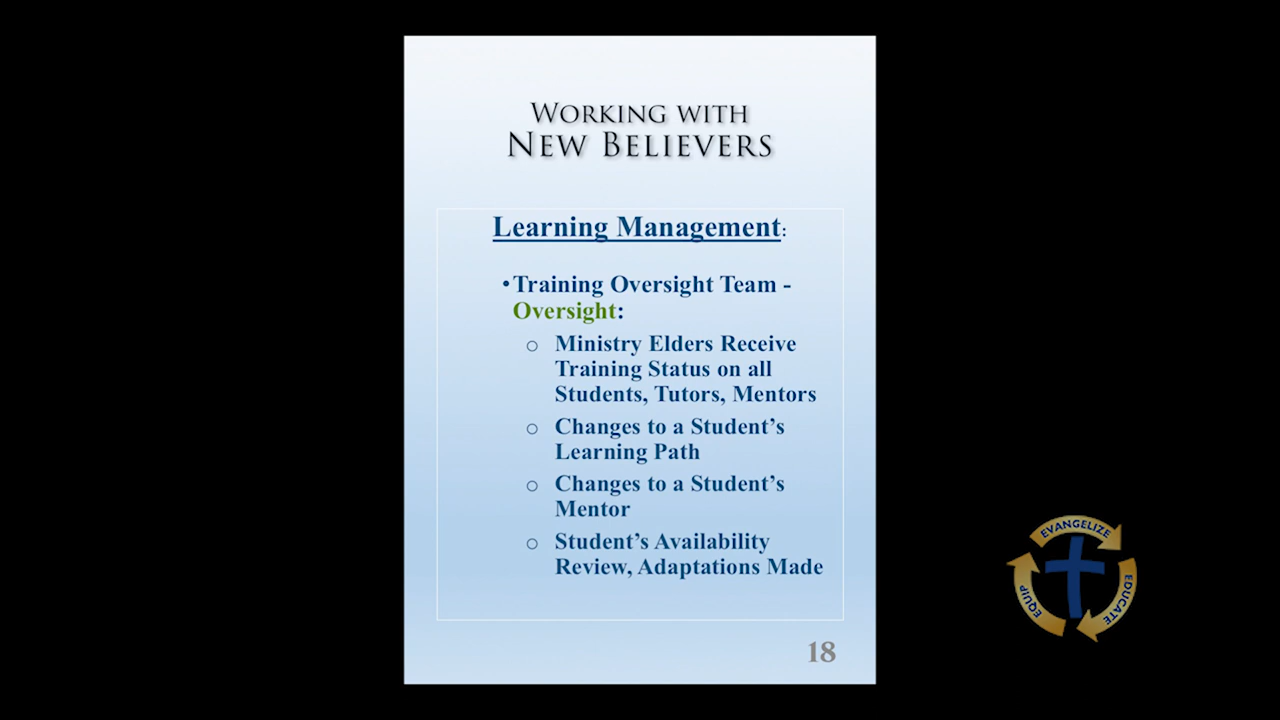 WORKING WITH
NEW BELIEVERS
Learning Management:
•Training Oversight Team -
Oversight:
o Ministry Elders Receive
Training Status on all
Students, Tutors, Mentors
o Changes to a Student’s
Learning Path
o Changes to a Student’s
Mentor
o Student’s Availability
Review, Adaptations Made
18
EVANGELIZE
EDUCATE
EQUIP